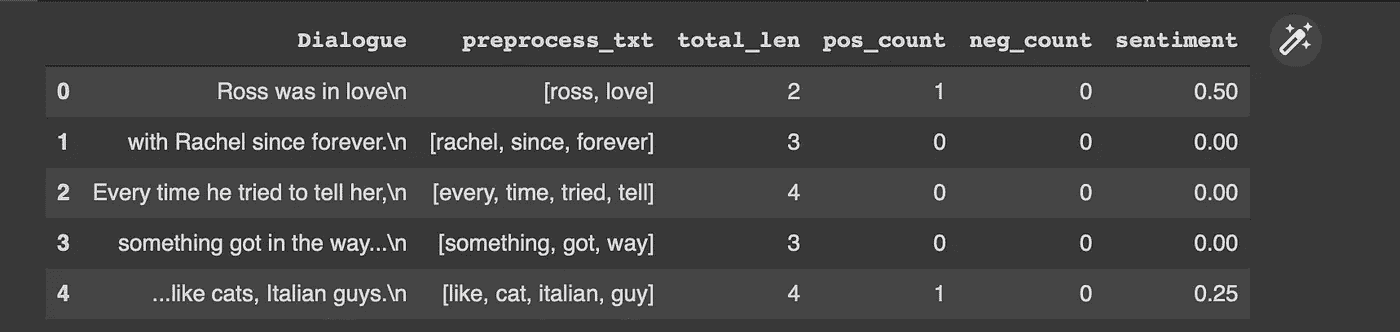 Dialogue preprocess_txt total_len pos_count neg_count sentiment
0 Ross was in love\n [ross, love] 2 1 0 0.50
1 with Rachel since forever.\n [rachel, since, forever] 3 0 0 0.00
2 Every time he tried to tell her,\n [every, time, tried, tell] 4 0 0 0.00
3 something got in the way...\n [something, got, way] 3 0 0 0.00
4 ...like cats, Italian guys.\n [like, cat, italian, guy] 4 1 0 0.25